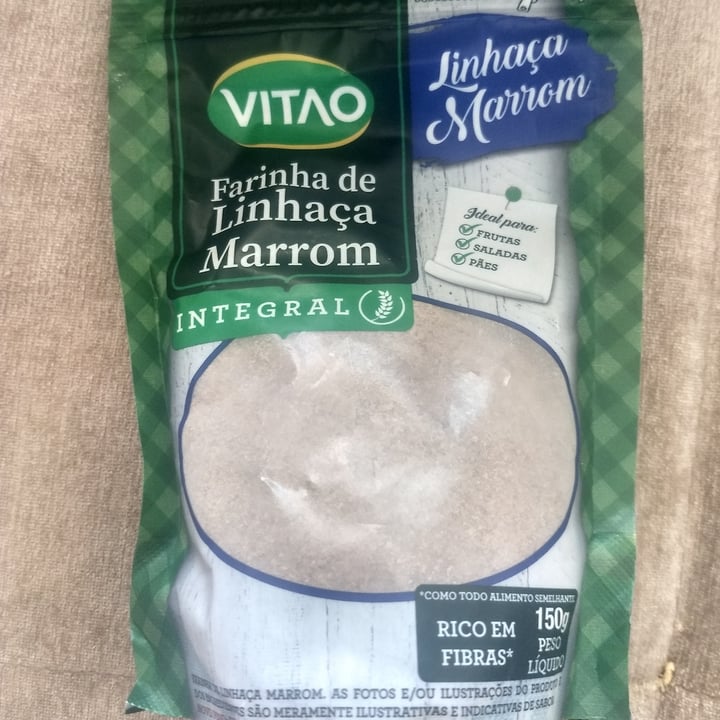 VITAO
Farinha de
Linhaça
Marrom
INTEGRAL
Linhaça
Marrom
Ideal para:
FRUTAS
SALADAS
PÃES
*COMO TODO ALIMENTO SEMELHANTE
RICO EM
FIBRAS*
150g
PESO
LÍQUIDO
LINHAÇA MARROM. AS FOTOS E/OU ILUSTRAÇÕES DO PRODUTO E
SÃO MERAMENTE ILUSTRATIVAS E INDICATIVAS DE SABOR